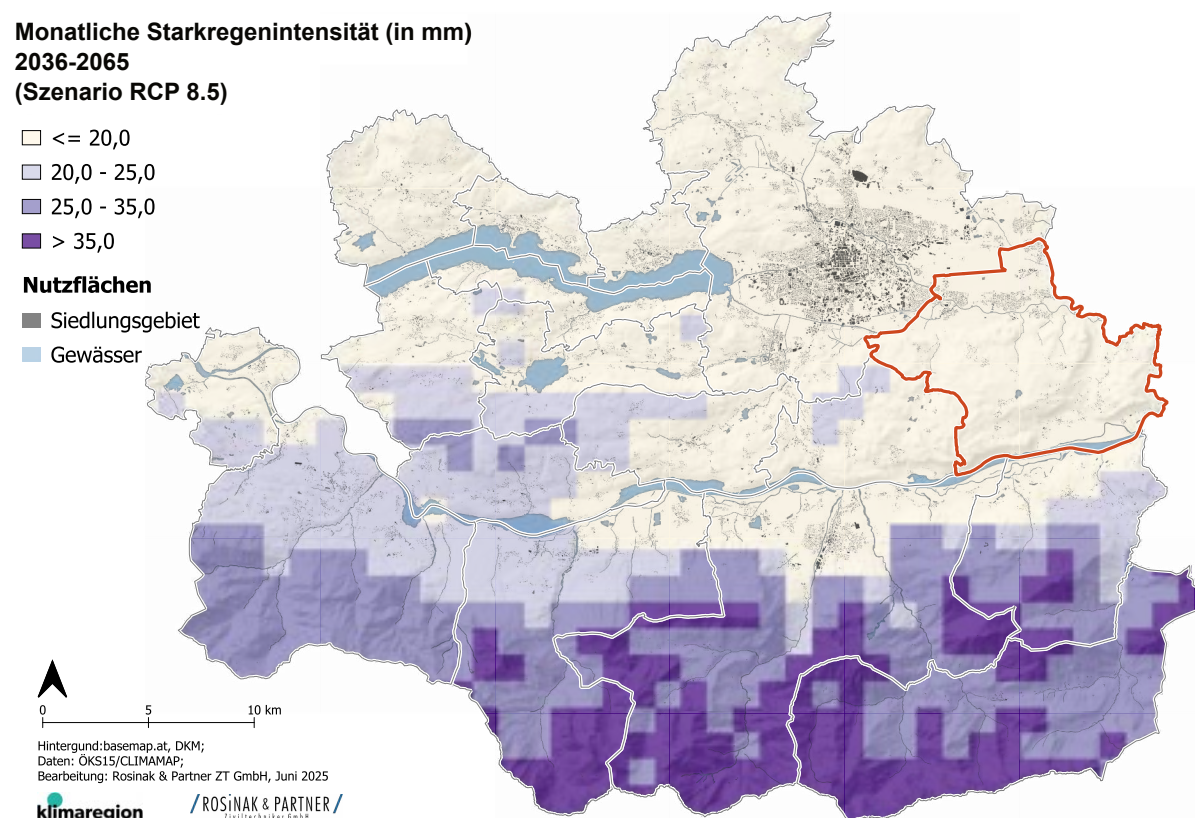 Monatliche Starkregenintensität (in mm)
2036-2065
(Szenario RCP 8.5)
<= 20,0
20,0 - 25,0
25,0 - 35,0
> 35,0
Nutzflächen
Siedlungsgebiet
Gewässer
0 5 10 km
Hintergund:basemap.at, DKM;
Daten: ÖKS15/CLIMAMAP;
Bearbeitung: Rosinak & Partner ZT GmbH, Juni 2025
klimaregion
ROSiNAK & PARTNER
Ziviltechniker GmbH